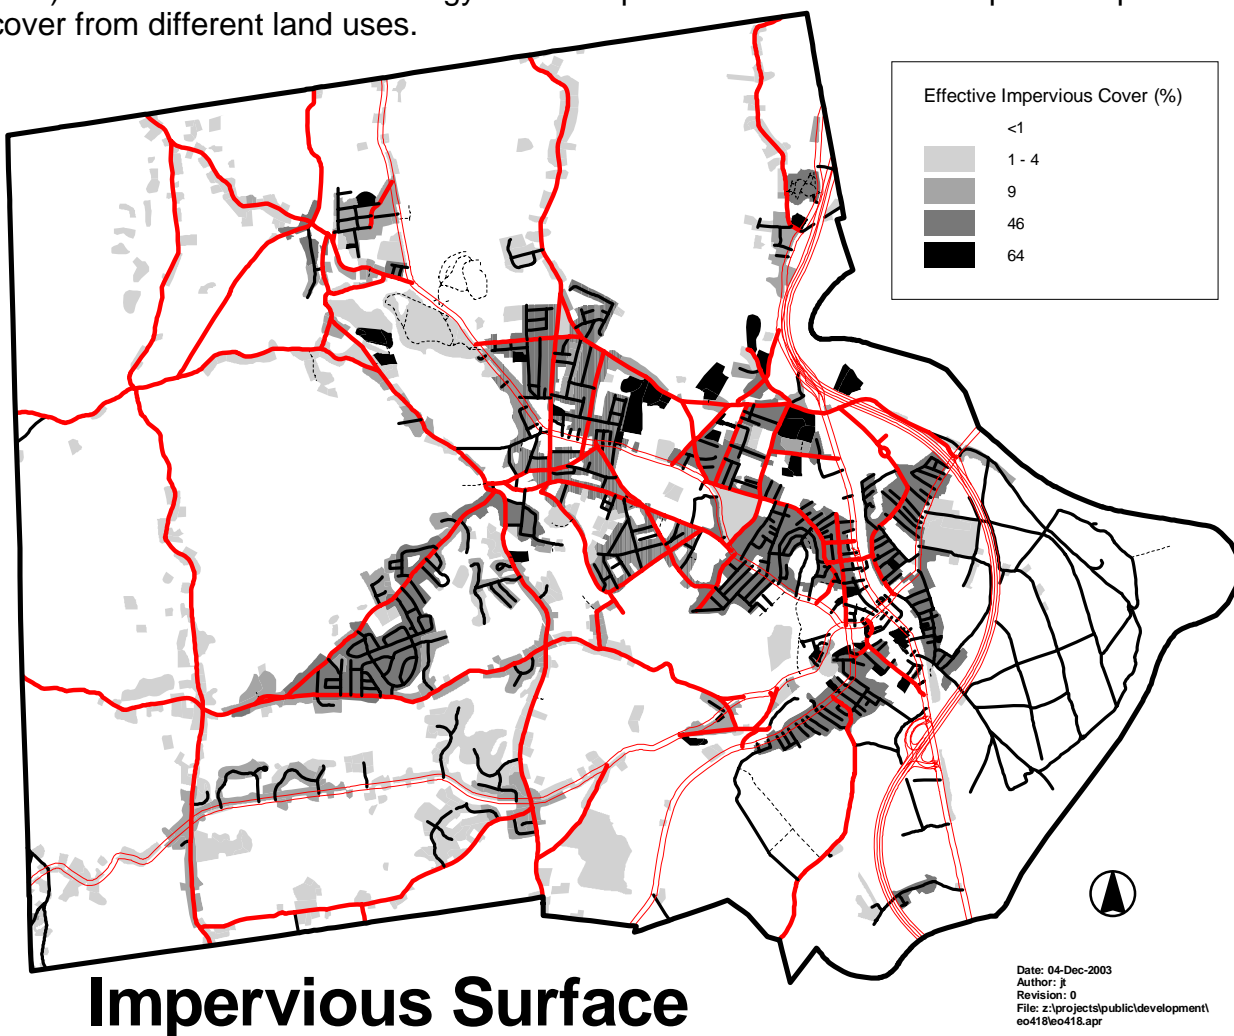 cover from different land uses.
Effective Impervious Cover (%)
<1
1 - 4
9
46
64
Impervious Surface
Date: 04-Dec-2003
Author: jt
Revision: 0
File: z:\projects\public\development\
eo418\eo418.apr